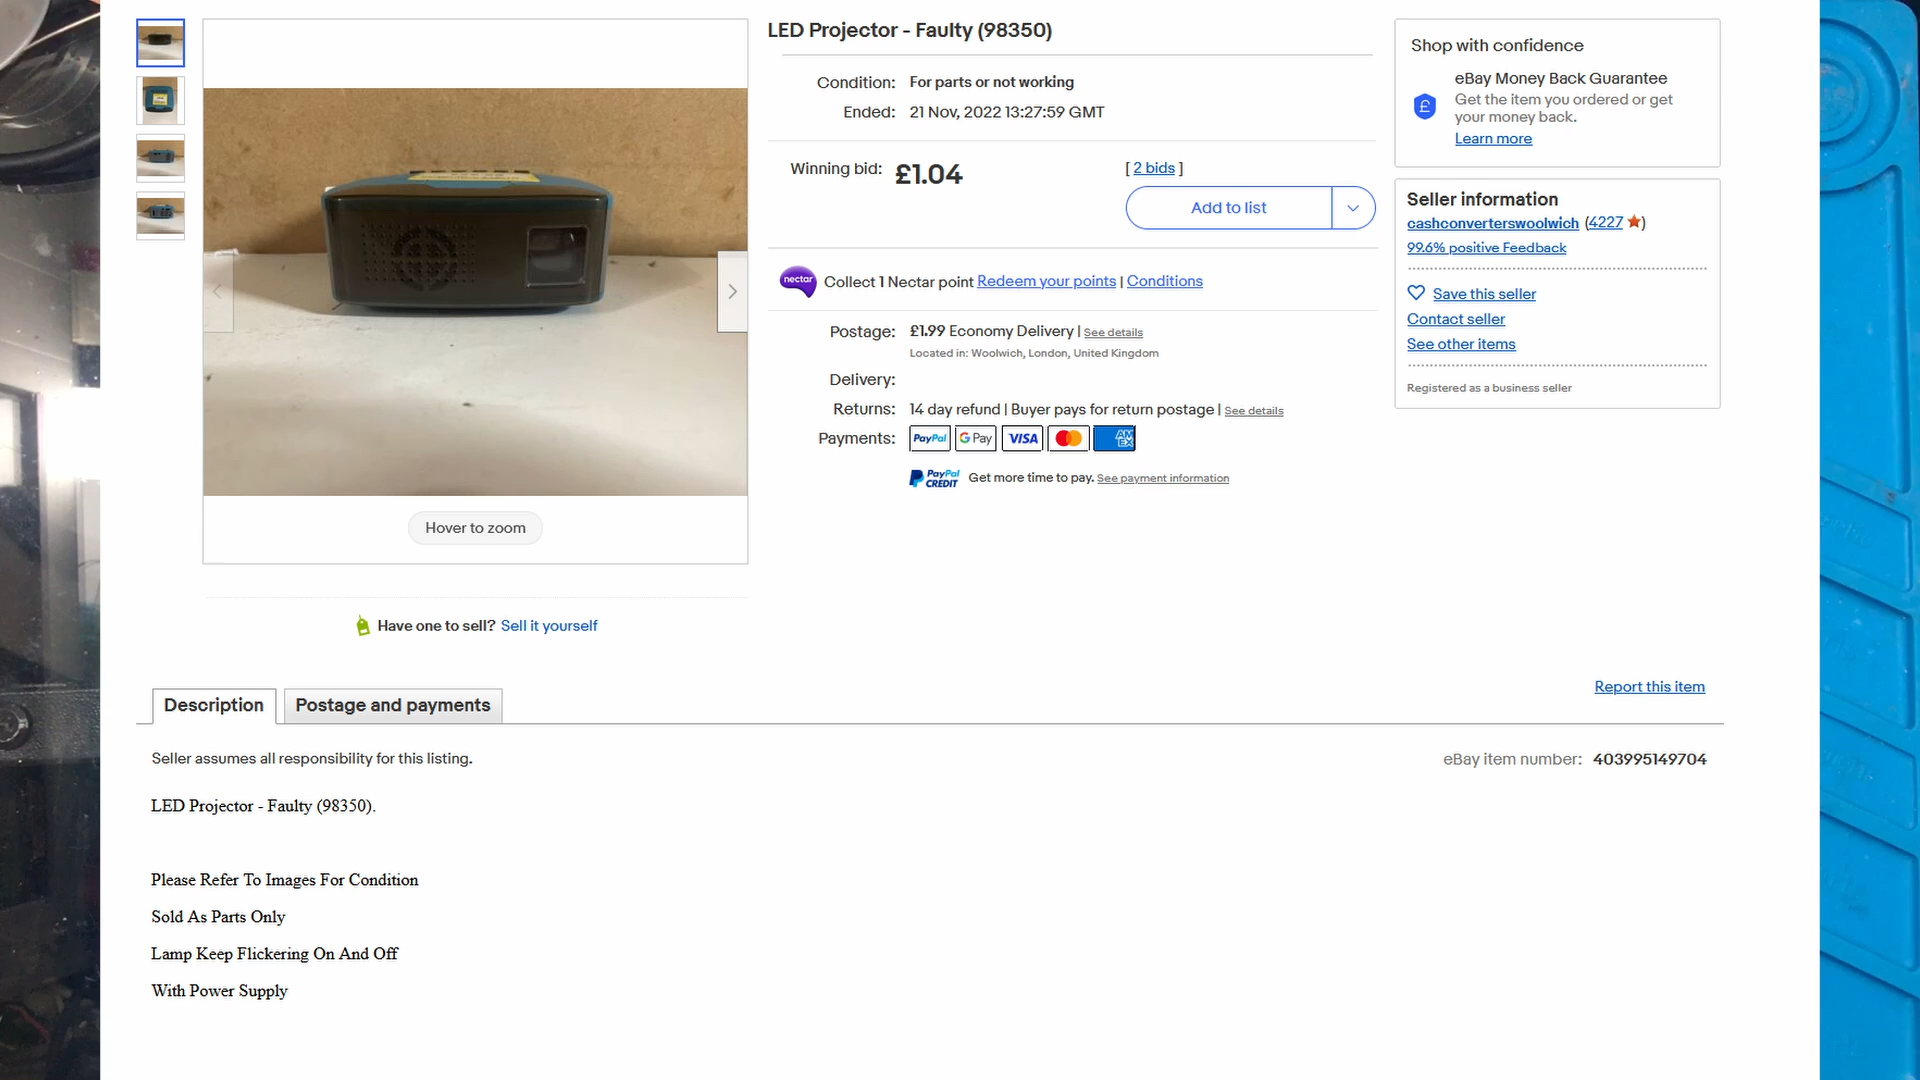 LED Projector - Faulty (98350)
Condition: For parts or not working
Ended: 21 Nov, 2022 13:27:59 GMT
Winning bid: £1.04
[ 2 bids ]
Add to list
nectar Collect 1 Nectar point Redeem your points | Conditions
Postage: £1.99 Economy Delivery | See details
Located in: Woolwich, London, United Kingdom
Delivery:
Returns: 14 day refund | Buyer pays for return postage | See details
Payments: PayPal G Pay VISA AMEX
PayPal CREDIT Get more time to pay. See payment information
Shop with confidence
eBay Money Back Guarantee
£
Get the item you ordered or get
your money back.
Learn more
Seller information
cashconverterswoolwich (4227 ★)
99.6% positive Feedback
Save this seller
Contact seller
See other items
Registered as a business seller
Hover to zoom
Have one to sell? Sell it yourself
Report this item
Description
Postage and payments
Seller assumes all responsibility for this listing.
eBay item number: 403995149704
LED Projector - Faulty (98350).
Please Refer To Images For Condition
Sold As Parts Only
Lamp Keep Flickering On And Off
With Power Supply